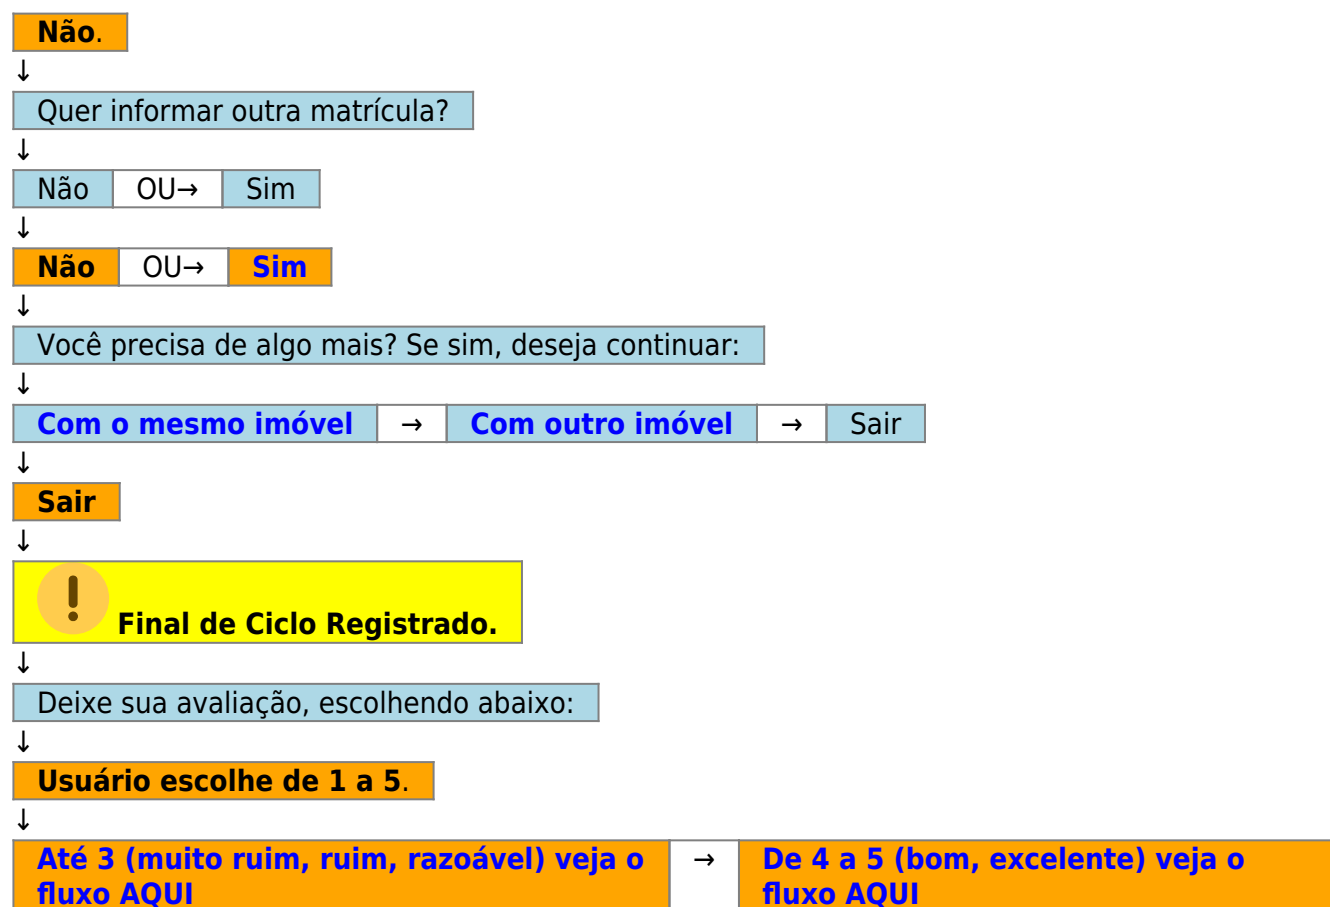 Não.
↓
Quer informar outra matrícula?
↓
Não OU→ Sim
↓
Não OU→ Sim
↓
Você precisa de algo mais? Se sim, deseja continuar:
↓
Com o mesmo imóvel → Com outro imóvel → Sair
↓
Sair
↓
Final de Ciclo Registrado.
↓
Deixe sua avaliação, escolhendo abaixo:
↓
Usuário escolhe de 1 a 5.
↓
Até 3 (muito ruim, ruim, razoável) veja o
fluxo AQUI
→
De 4 a 5 (bom, excelente) veja o
fluxo AQUI